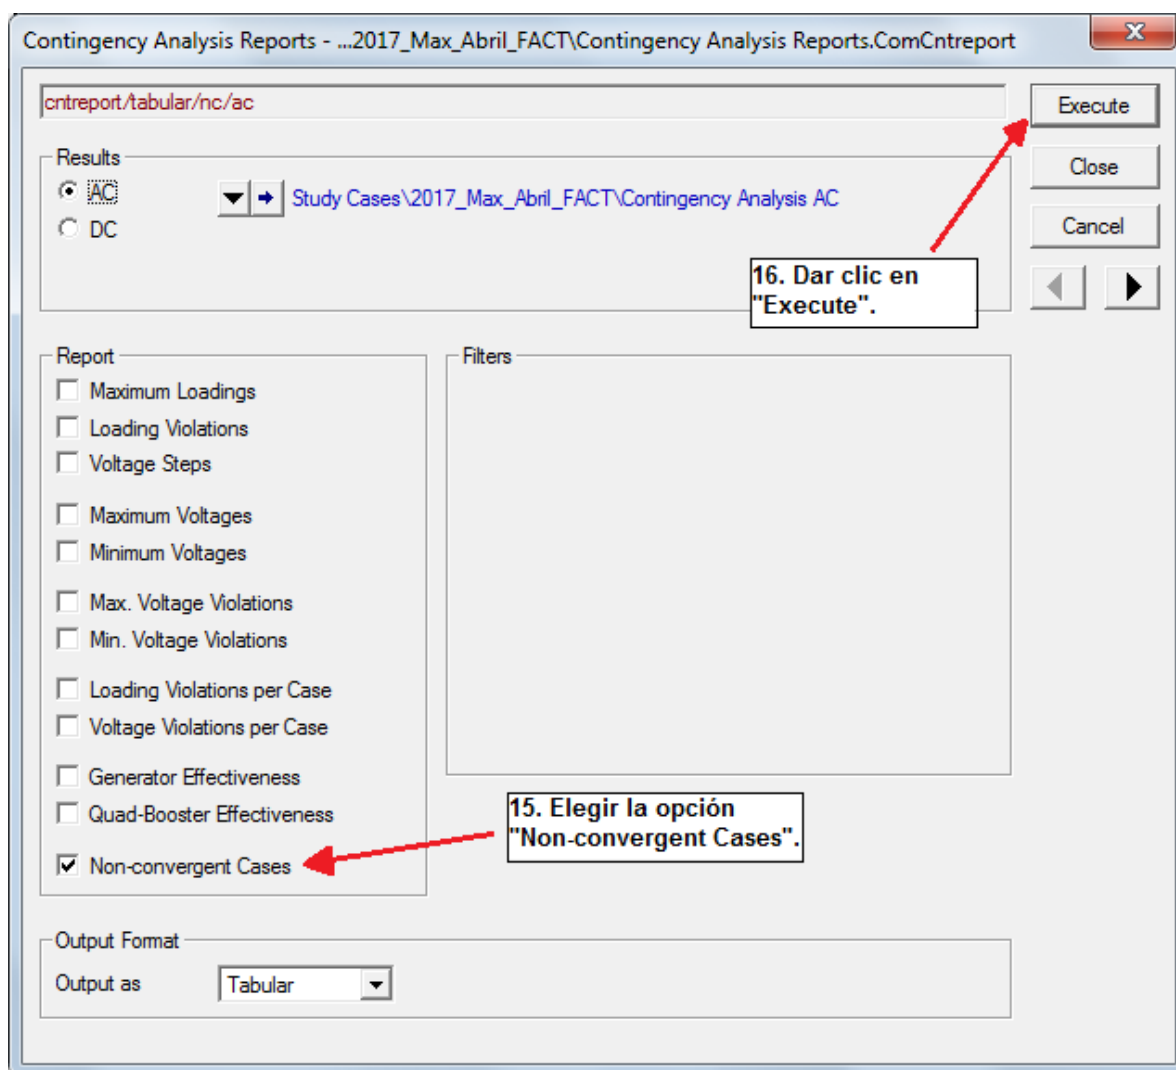 Contingency Analysis Reports - ...2017_Max_Abril_FACT\Contingency Analysis Reports.ComCntreport
x
cntreport/tabular/nc/ac
Execute
Results
AC
Study Cases\2017_Max_Abril_FACT\Contingency Analysis AC
Close
DC
Cancel
16. Dar clic en
"Execute".
Report
Filters
Maximum Loadings
Loading Violations
Voltage Steps
Maximum Voltages
Minimum Voltages
Max. Voltage Violations
Min. Voltage Violations
Loading Violations per Case
Voltage Violations per Case
Generator Effectiveness
Quad-Booster Effectiveness
15. Elegir la opción
"Non-convergent Cases".
Non-convergent Cases
Output Format
Output as
Tabular